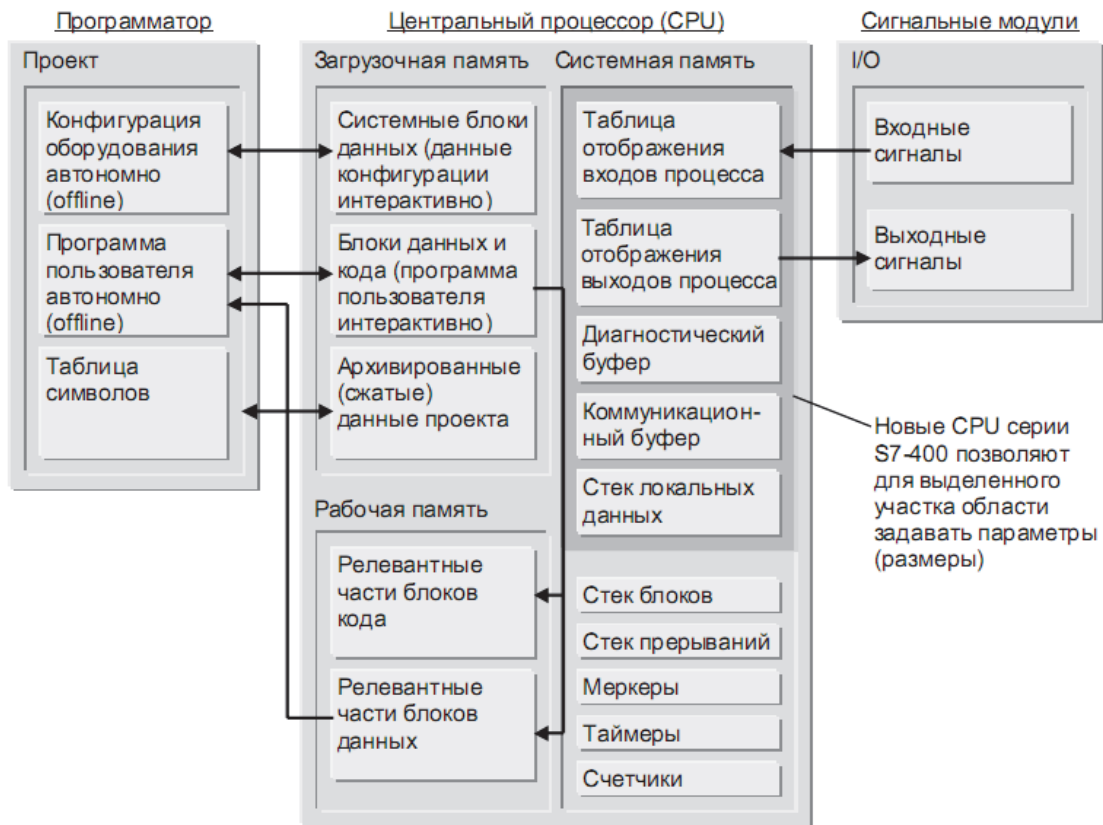 Программатор
Центральный процессор (CPU)
Сигнальные модули
Проект
Конфигурация
оборудования
автономно
(offline)
Программа
пользователя
автономно
(offline)
Таблица
символов
Загрузочная память
Системные блоки
данных (данные
конфигурации
интерактивно)
Блоки данных и
кода (программа
пользователя
интерактивно)
Архивированные
(сжатые)
данные проекта
Рабочая память
Релевантные
части блоков
кода
Релевантные
части блоков
данных
Системная память
Таблица
отображения
входов процесса
Таблица
отображения
выходов процесса
Диагностический
буфер
Коммуникацион-
ный буфер
Стек локальных
данных
Стек блоков
Стек прерываний
Меркеры
Таймеры
Счетчики
I/O
Входные
сигналы
Выходные
сигналы
Новые CPU серии
S7-400 позволяют
для выделенного
участка области
задавать параметры
(размеры)